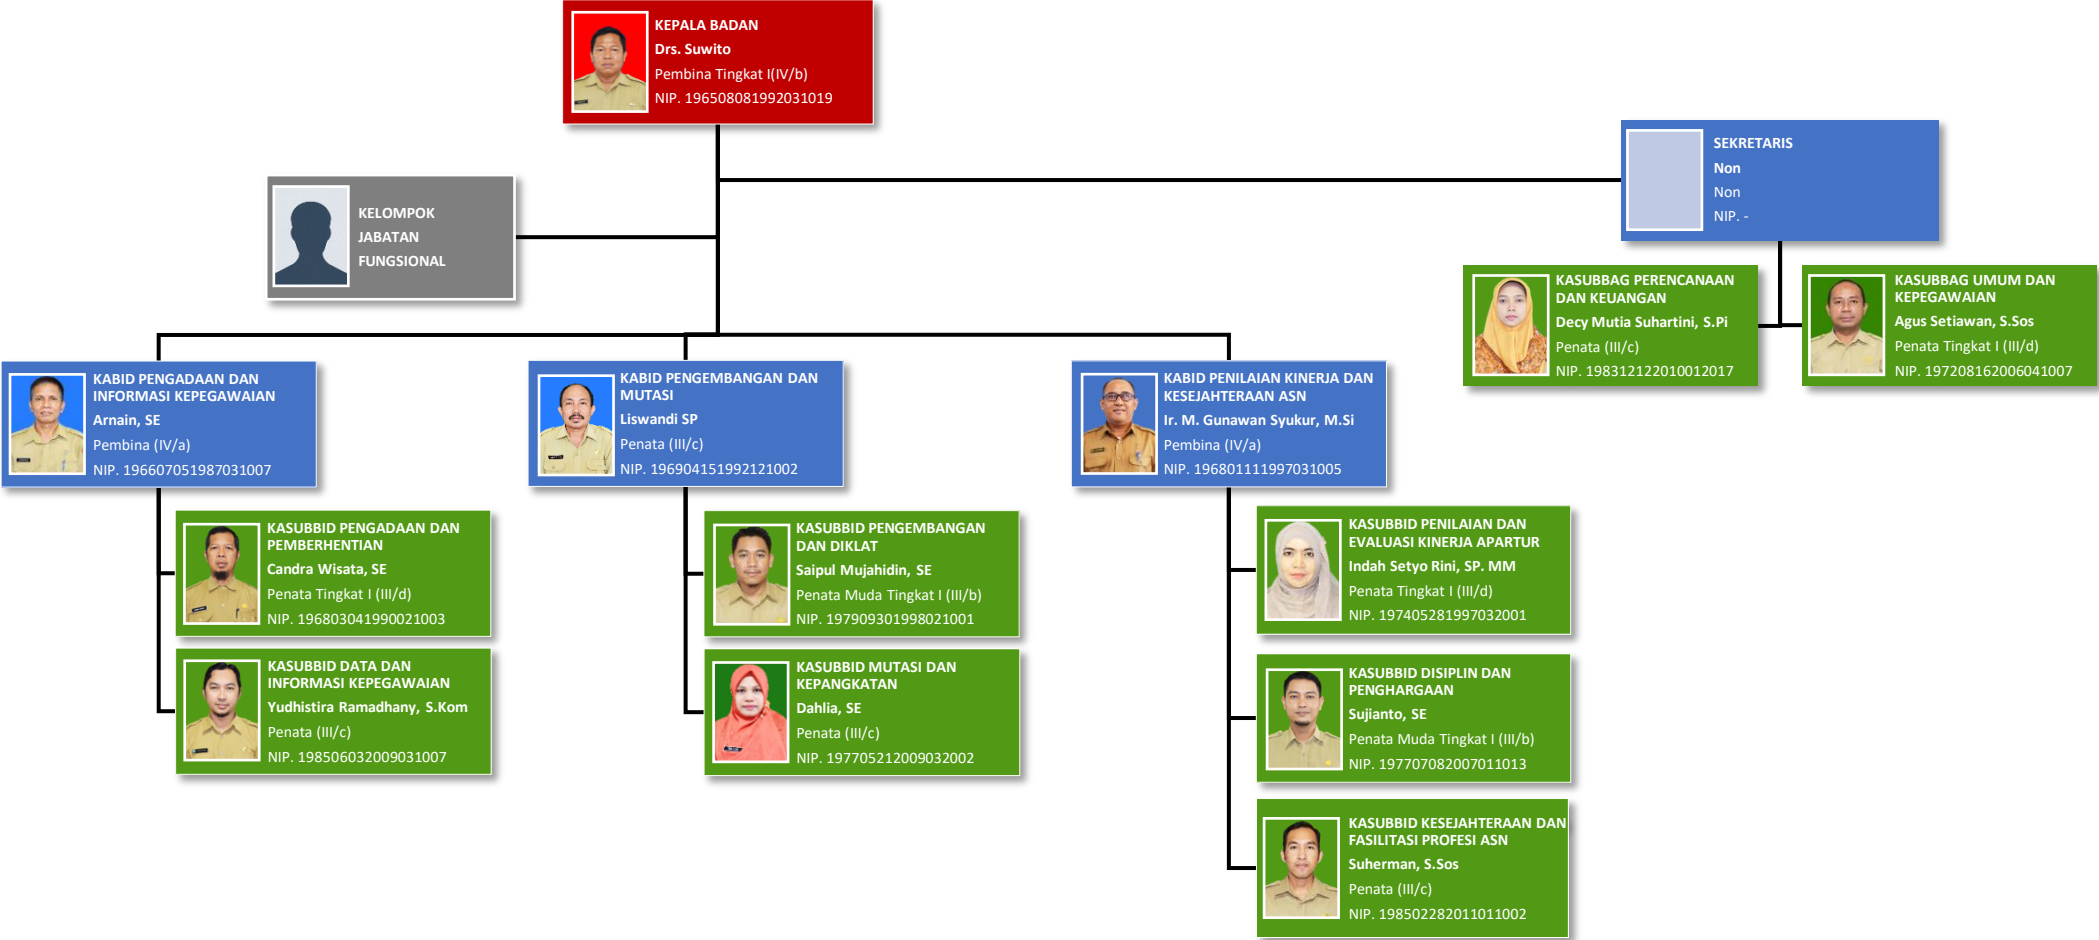 KEPALA BADAN
Drs. Suwito
Pembina Tingkat I(IV/b)
NIP. 196508081992031019
SEKRETARIS
Non
Non
NIP. -
KELOMPOK
JABATAN
FUNGSIONAL
KASUBBAG PERENCANAAN
DAN KEUANGAN
Decy Mutia Suhartini, S.Pi
Penata (III/c)
NIP. 198312122010012017
KASUBBAG UMUM DAN
KEPEGAWAIAN
Agus Setiawan, S.Sos
Penata Tingkat I (III/d)
NIP. 197208162006041007
KABID PENGADAAN DAN
INFORMASI KEPEGAWAIAN
Arnain, SE
Pembina (IV/a)
NIP. 196607051987031007
KABID PENGEMBANGAN DAN
MUTASI
Liswandi SP
Penata (III/c)
NIP. 196904151992121002
KABID PENILAIAN KINERJA DAN
KESEJAHTERAAN ASN
Ir. M. Gunawan Syukur, M.Si
Pembina (IV/a)
NIP. 196801111997031005
KASUBBID PENGADAAN DAN
PEMBERHENTIAN
Candra Wisata, SE
Penata Tingkat I (III/d)
NIP. 196803041990021003
KASUBBID DATA DAN
INFORMASI KEPEGAWAIAN
Yudhistira Ramadhany, S.Kom
Penata (III/c)
NIP. 198506032009031007
KASUBBID PENGEMBANGAN
DAN DIKLAT
Saipul Mujahidin, SE
Penata Muda Tingkat I (III/b)
NIP. 197909301998021001
KASUBBID MUTASI DAN
KEPANGKATAN
Dahlia, SE
Penata (III/c)
NIP. 197705212009032002
KASUBBID PENILAIAN DAN
EVALUASI KINERJA APARTUR
Indah Setyo Rini, SP. MM
Penata Tingkat I (III/d)
NIP. 197405281997032001
KASUBBID DISIPLIN DAN
PENGHARGAAN
Sujianto, SE
Penata Muda Tingkat I (III/b)
NIP. 197707082007011013
KASUBBID KESEJAHTERAAN DAN
FASILITASI PROFESI ASN
Suherman, S.Sos
Penata (III/c)
NIP. 198502282011011002